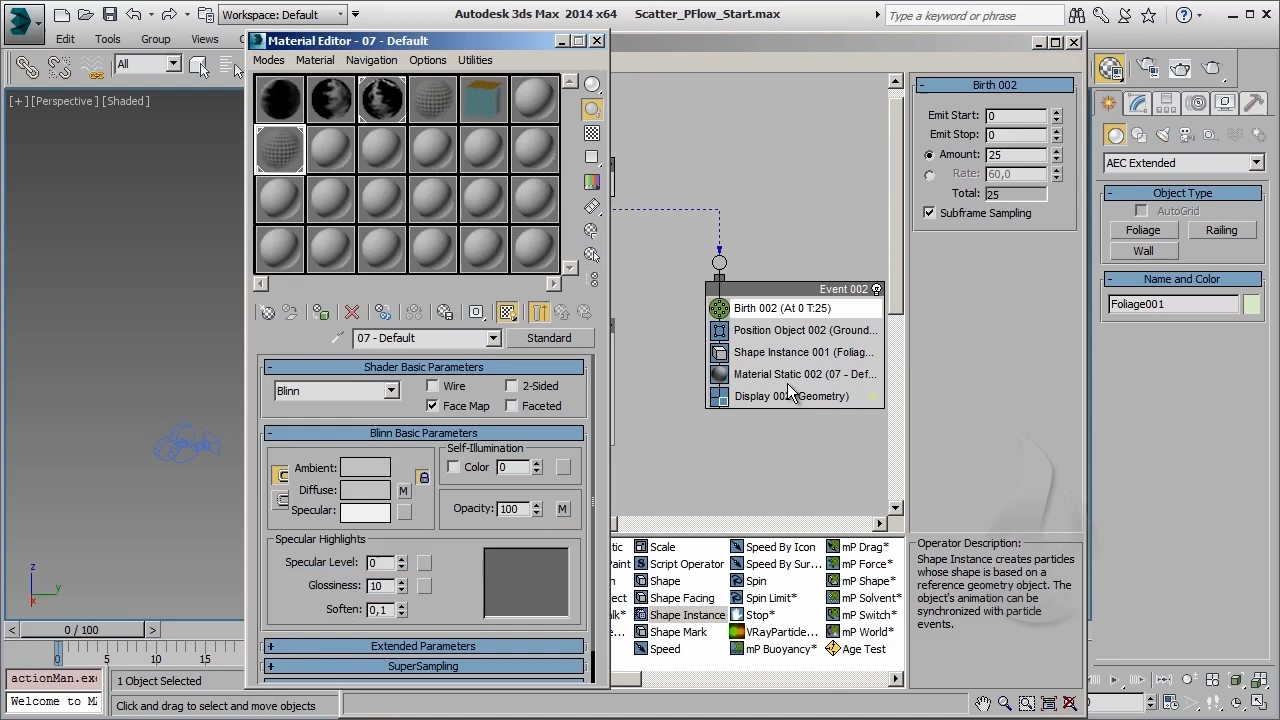 Workspace: Default
Autodesk 3ds Max 2014 x64 Scatter_PFlow_Start.max
Type a keyword or phrase
Edit Tools Group Views
All
Material Editor - 07 - Default
Modes Material Navigation Options Utilities
[+] [Perspective] [Shaded]
07 - Default
Standard
Shader Basic Parameters
Blinn
Wire
2-Sided
Face Map
Faceted
Blinn Basic Parameters
Self-Illumination
Ambient:
Color 0
Diffuse: M
Specular:
Opacity: 100 M
Specular Highlights
Specular Level: 0
Glossiness: 10
Soften: 0,1
Extended Parameters
SuperSampling
Event 002
Birth 002 (At 0 T:25)
Position Object 002 (Ground...
Shape Instance 001 (Foliag...
Material Static 002 (07 - Def...
Birth 002
Emit Start: 0
Emit Stop: 0
Amount: 25
Rate: 60,0
Total: 25
Subframe Sampling
AEC Extended
Object Type
AutoGrid
Foliage Railing
Wall
Name and Color
Foliage001
Scale Speed By Icon mP Drag*
Script Operator Speed By Sur... mP Force*
Shape Spin mP Shape*
Shape Facing Spin Limit* mP Solvent*
Shape Instance Stop* mP Switch*
Shape Mark VRayParticle... mP World*
Speed mP Buoyancy* Age Test
Operator Description:
Shape Instance creates particles
whose shape is based on a
reference geometry object. The
object's animation can be
synchronized with particle
events.
z
y
x
0 / 100
0 5 10 15
actionMan.ex
1 Object Selected
Welcome to M
Click and drag to select and move objects